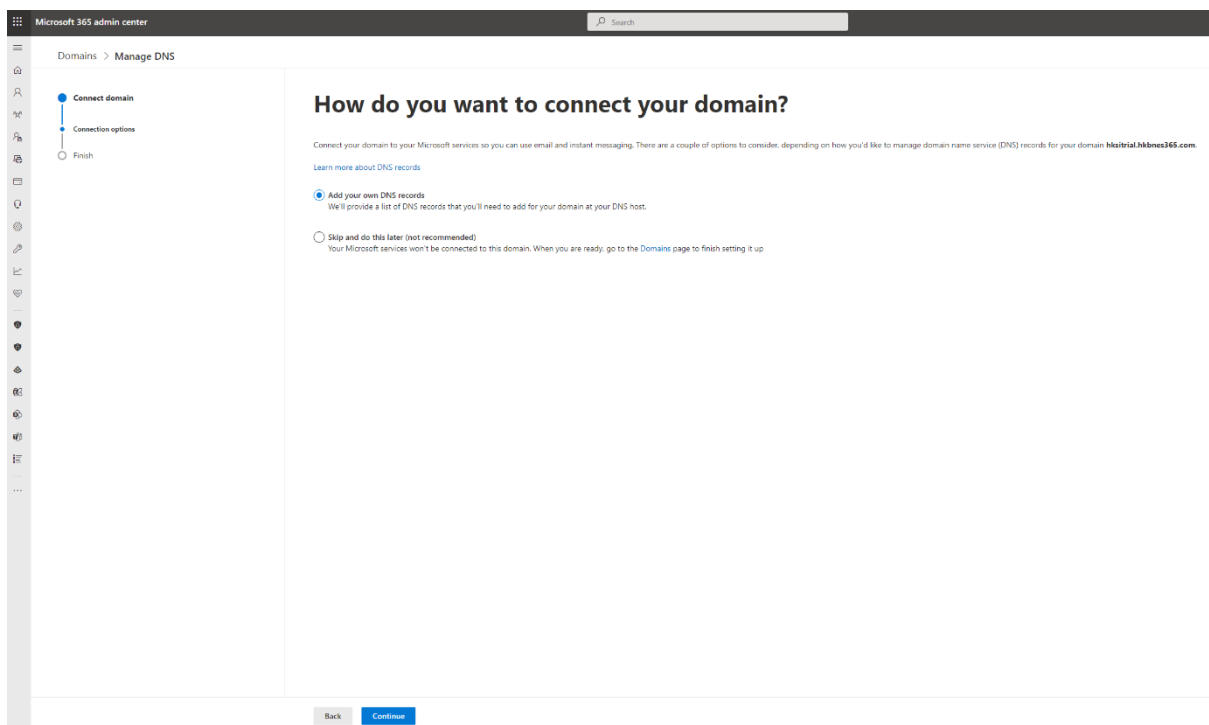 Microsoft 365 admin center
Search
Domains > Manage DNS
Connect domain
Connection options
Finish
How do you want to connect your domain?
Connect your domain to your Microsoft services so you can use email and instant messaging. There are a couple of options to consider, depending on how you'd like to manage domain name service (DNS) records for your domain hksitrial.hkbnes365.com.
Learn more about DNS records
Add your own DNS records
We'll provide a list of DNS records that you'll need to add for your domain at your DNS host.
Skip and do this later (not recommended)
Your Microsoft services won't be connected to this domain. When you are ready, go to the Domains page to finish setting it up
Back
Continue